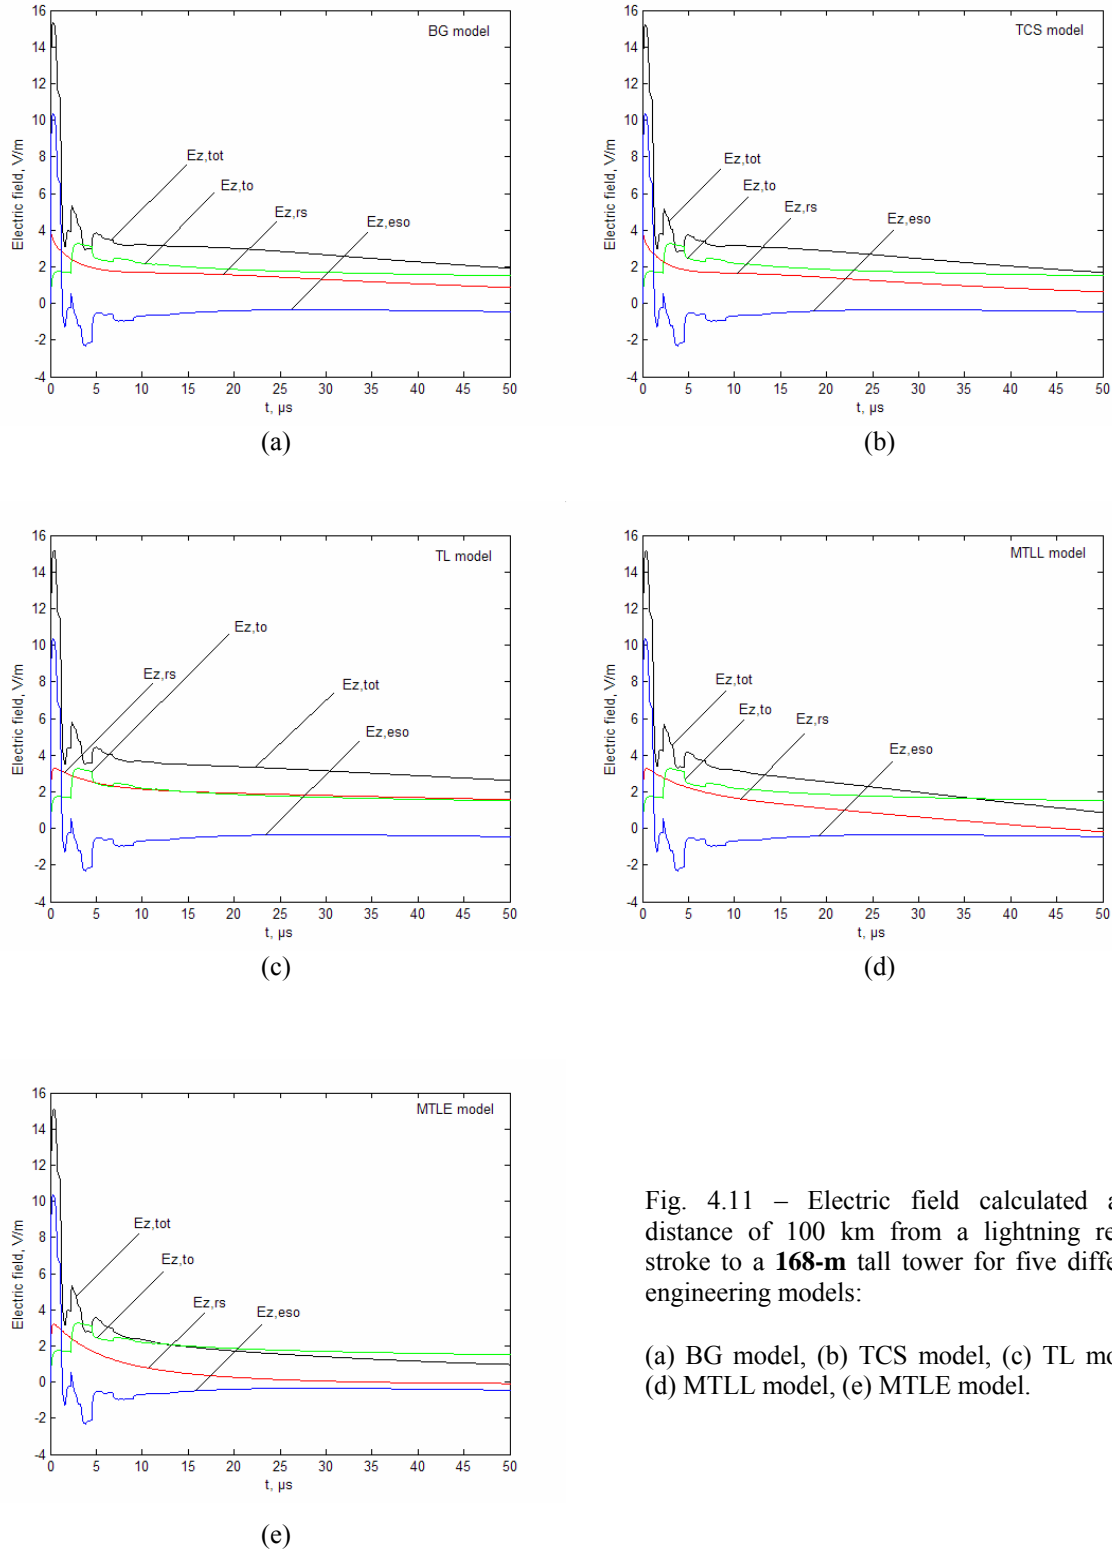 16
14
12
10
8
6
4
2
0
-2
-4
Electric field, V/m
BG model
Ez,tot
Ez,to
Ez,rs
Ez,eso
0 5 10 15 20 25 30 35 40 45 50
t, µs
(a)
16
14
12
10
8
6
4
2
0
-2
-4
Electric field, V/m
TCS model
Ez,tot
Ez,to
Ez,rs
Ez,eso
0 5 10 15 20 25 30 35 40 45 50
t, µs
(b)
16
14
12
10
8
6
4
2
0
-2
-4
Electric field, V/m
TL model
Ez,to
Ez,rs
Ez,tot
Ez,eso
0 5 10 15 20 25 30 35 40 45 50
t, µs
(c)
16
14
12
10
8
6
4
2
0
-2
-4
Electric field, V/m
MTLL model
Ez,tot
Ez,to
Ez,rs
Ez,eso
0 5 10 15 20 25 30 35 40 45 50
t, µs
(d)
16
14
12
10
8
6
4
2
0
-2
-4
Electric field, V/m
MTLE model
Ez,tot
Ez,to
Ez,rs
Ez,eso
0 5 10 15 20 25 30 35 40 45 50
t, µs
(e)
Fig. 4.11 – Electric field calculated a
distance of 100 km from a lightning re
stroke to a 168-m tall tower for five diffe
engineering models:
(a) BG model, (b) TCS model, (c) TL mo
(d) MTLL model, (e) MTLE model.